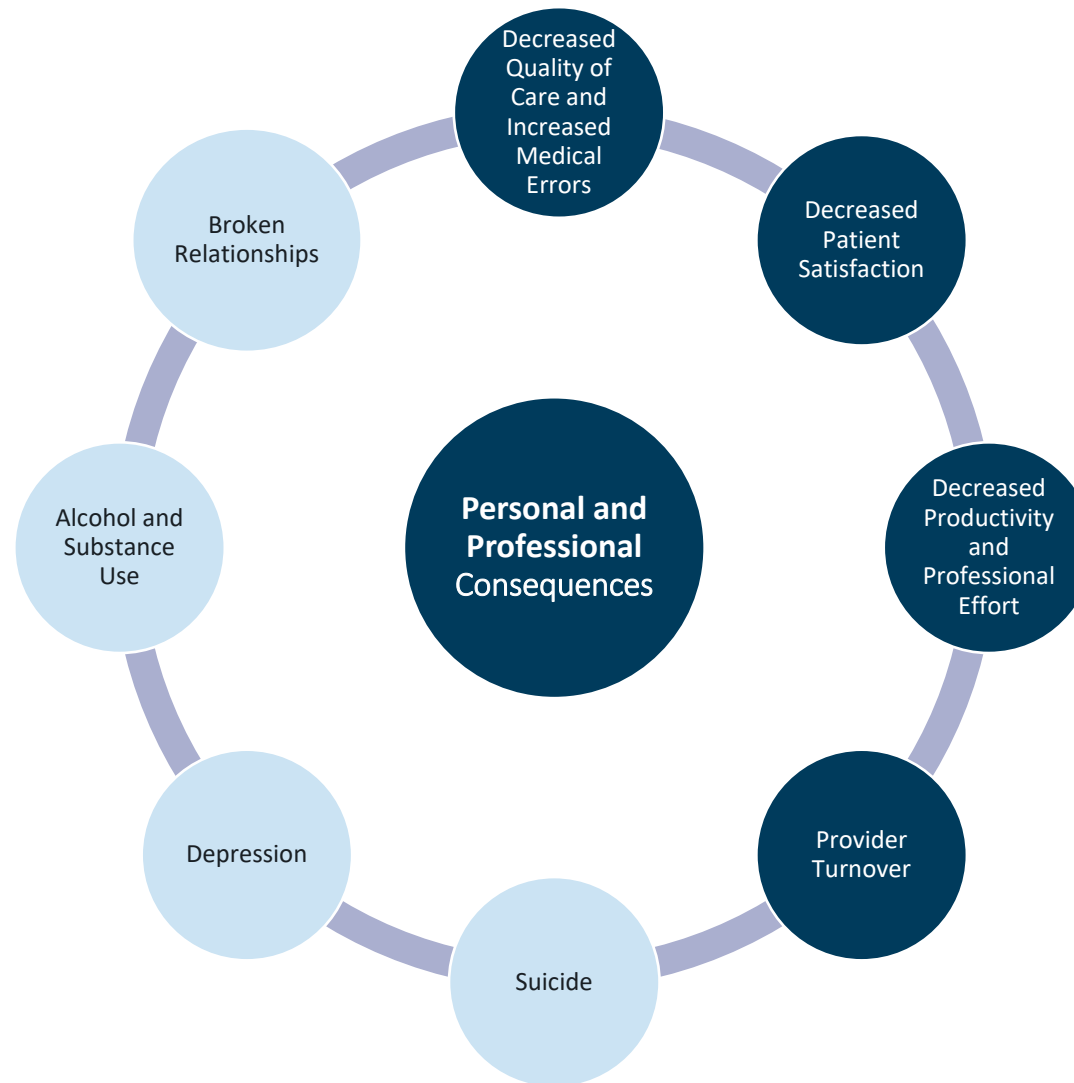 Decreased
Quality of
Care and
Increased
Medical
Errors
Decreased
Patient
Satisfaction
Decreased
Productivity
and
Professional
Effort
Provider
Turnover
Suicide
Depression
Alcohol and
Substance
Use
Broken
Relationships
Personal and
Professional
Consequences